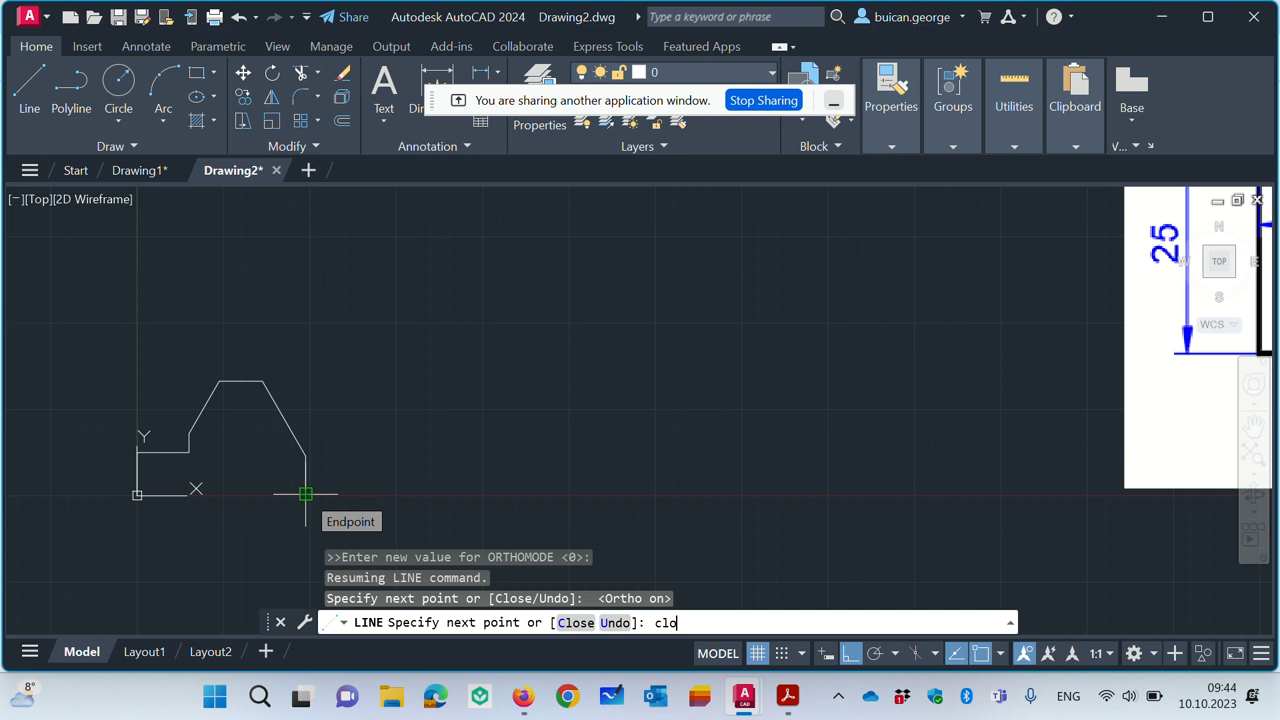 A CAD
Share
Autodesk AutoCAD 2024 Drawing2.dwg
Type a keyword or phrase
buican.george
Home Insert Annotate Parametric View Manage Output Add-ins Collaborate Express Tools Featured Apps
0
Line Polyline Circle Arc
Text
Properties
Properties Groups Utilities Clipboard Base
You are sharing another application window. Stop Sharing
Draw Modify Annotation Layers Block V...
Start Drawing1* Drawing2*
[−][Top][2D Wireframe]
N
25
W TOP E
S
WCS
Y
X
Endpoint
>>Enter new value for ORTHOMODE <0>:
Resuming LINE command.
Specify next point or [Close/Undo]: <Ortho on>
LINE Specify next point or [Close Undo]: clo
Model Layout1 Layout2
MODEL
1:1
8°
A CAD
ENG
09:44
10.10.2023